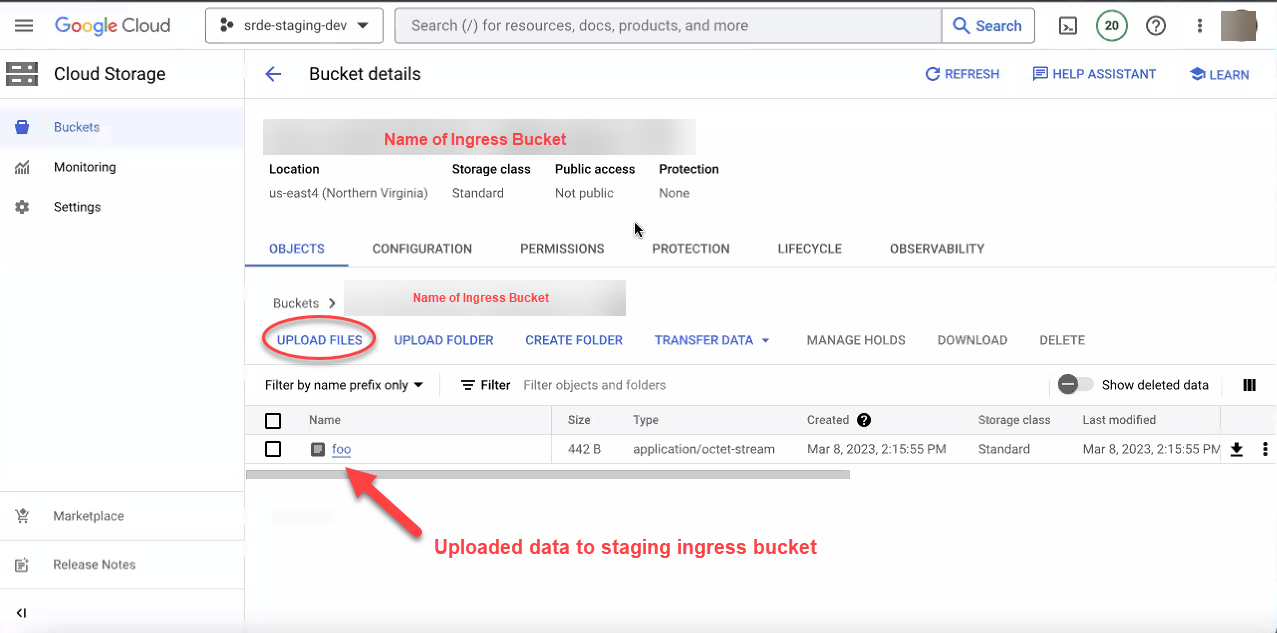 Google Cloud srde-staging-dev Search (/) for resources, docs, products, and more Search 20
Cloud Storage
Bucket details REFRESH HELP ASSISTANT LEARN
Buckets
Monitoring
Settings
Marketplace
Release Notes
Name of Ingress Bucket
Location Storage class Public access Protection
us-east4 (Northern Virginia) Standard Not public None
OBJECTS CONFIGURATION PERMISSIONS PROTECTION LIFECYCLE OBSERVABILITY
Buckets Name of Ingress Bucket
UPLOAD FILES UPLOAD FOLDER CREATE FOLDER TRANSFER DATA MANAGE HOLDS DOWNLOAD DELETE
Filter by name prefix only Filter Filter objects and folders Show deleted data
Name Size Type Created Storage class Last modified
foo 442 B application/octet-stream Mar 8, 2023, 2:15:55 PM Standard Mar 8, 2023, 2:15:55 PM
Uploaded data to staging ingress bucket